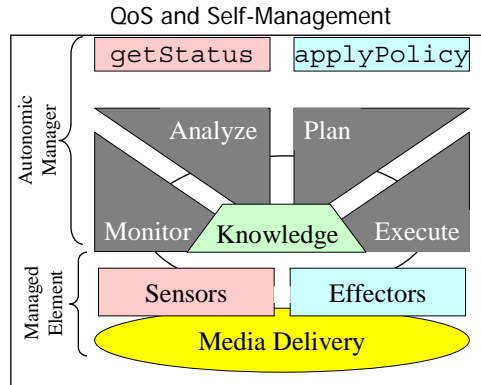 QoS and Self-Management
getStatus
applyPolicy
Autonomic
Manager
Analyze
Plan
Monitor
Knowledge
Execute
Managed
Element
Sensors
Effectors
Media Delivery